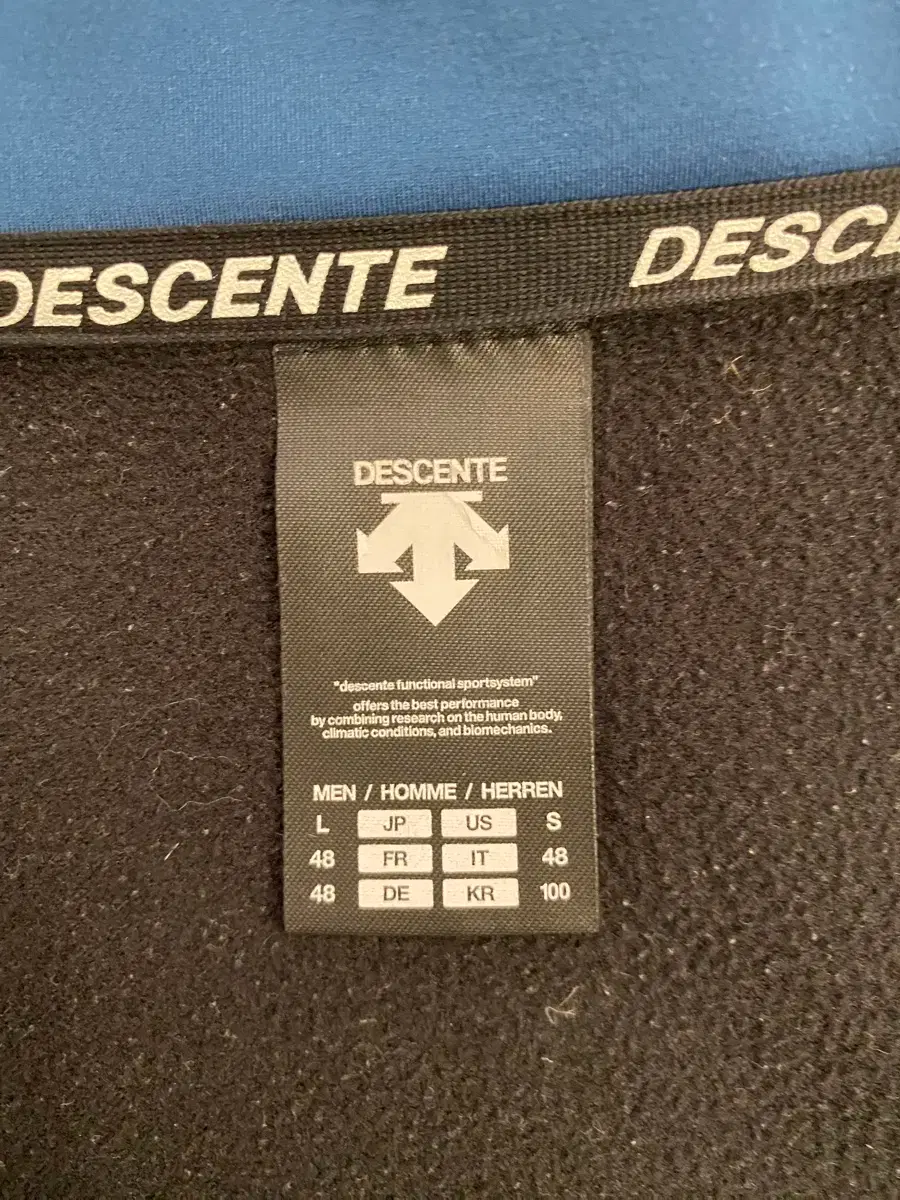 DESCENTE DESCE
DESCENTE
"descente functional sportsystem"
offers the best performance
by combining research on the human body,
climatic conditions, and biomechanics.
MEN / HOMME / HERREN
L JP US S
48 FR IT 48
48 DE KR 100